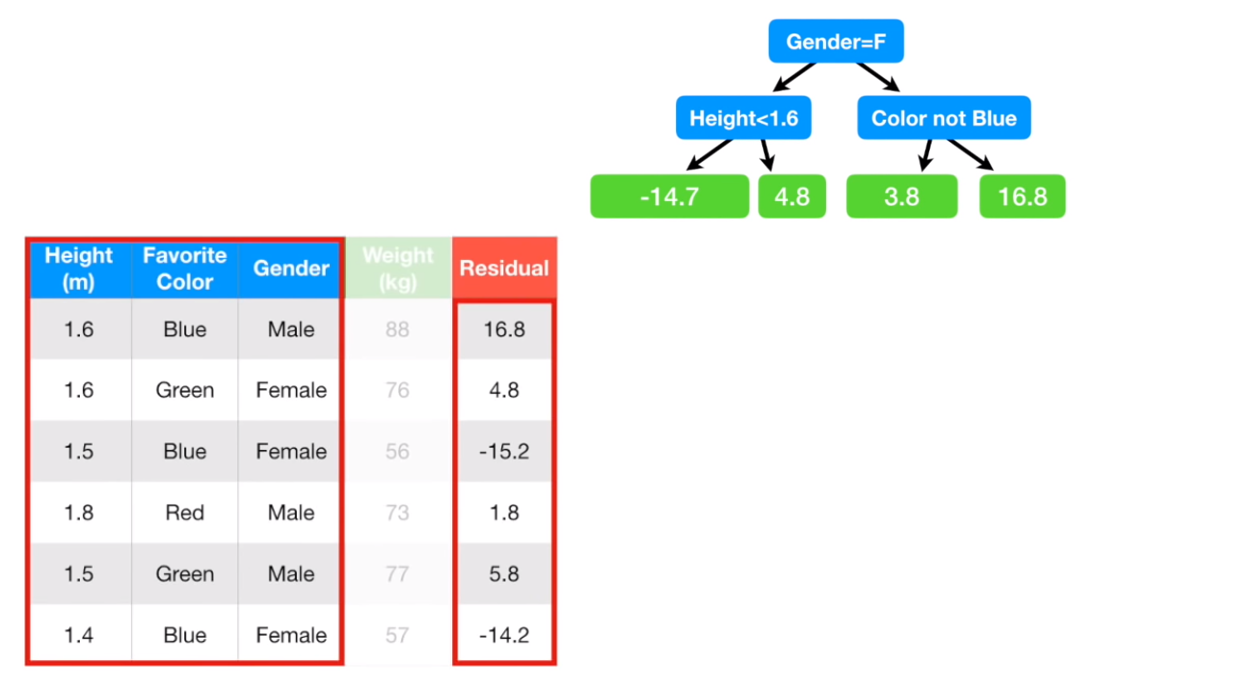 Gender=F
Height<1.6 Color not Blue
-14.7 4.8 3.8 16.8
Height (m) Favorite Color Gender Weight (kg) Residual
1.6 Blue Male 88 16.8
1.6 Green Female 76 4.8
1.5 Blue Female 56 -15.2
1.8 Red Male 73 1.8
1.5 Green Male 77 5.8
1.4 Blue Female 57 -14.2